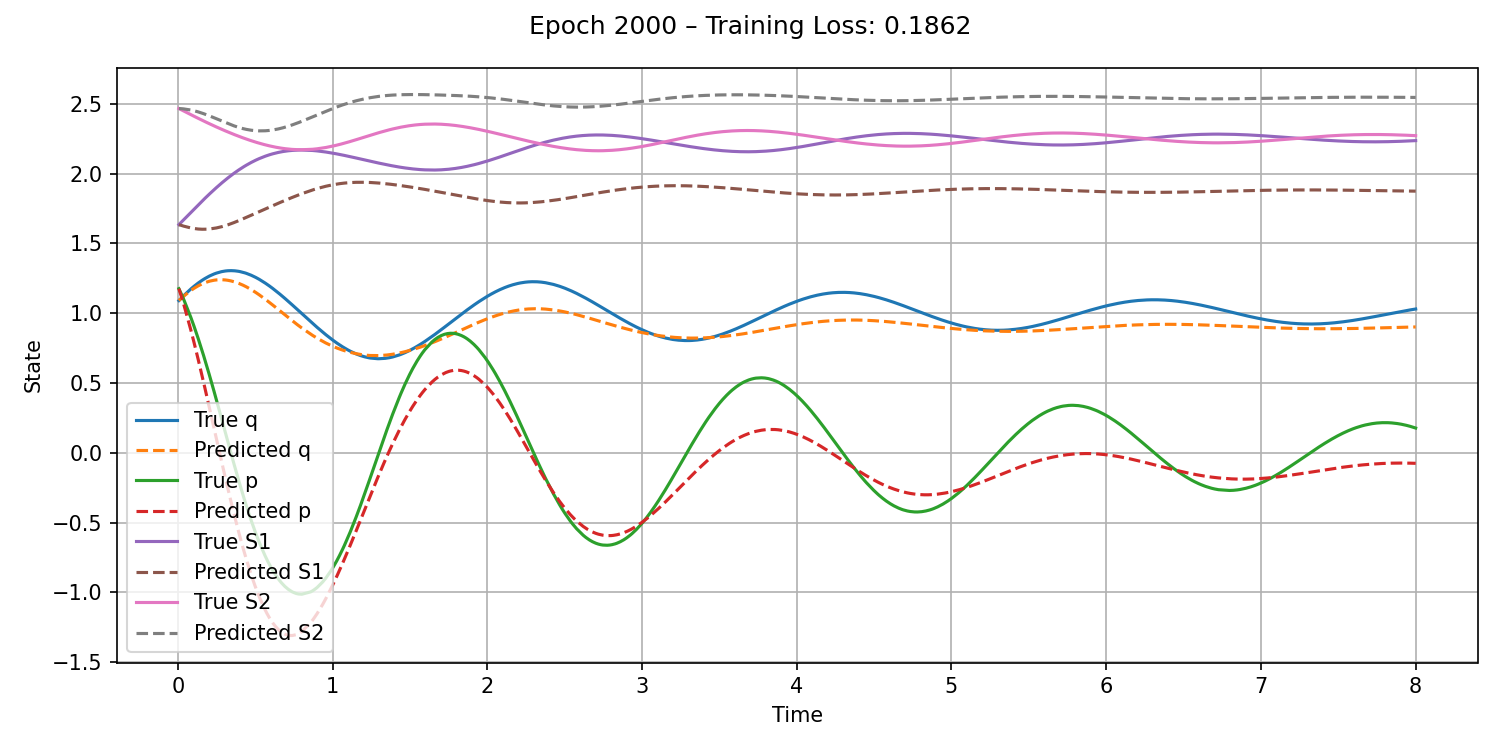 Epoch 2000 – Training Loss: 0.1862
State
2.5
2.0
1.5
1.0
0.5
0.0
−0.5
−1.0
−1.5
True q
Predicted q
True p
Predicted p
True S1
Predicted S1
True S2
Predicted S2
0 1 2 3 4 5 6 7 8
Time